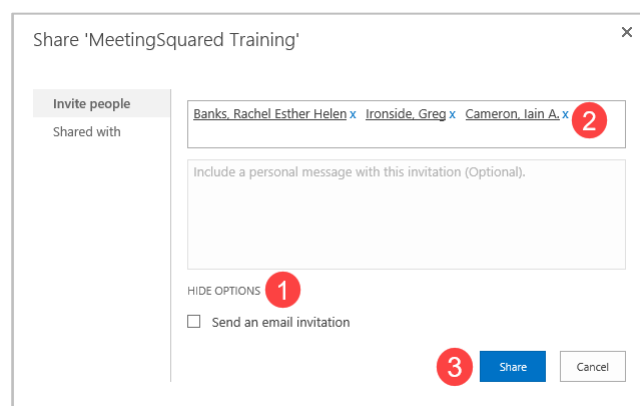 Share 'MeetingSquared Training'
×
Invite people
Shared with
Banks, Rachel Esther Helen x Ironside, Greg x Cameron, Iain A. x 2
Include a personal message with this invitation (Optional).
HIDE OPTIONS 1
Send an email invitation
3 Share Cancel